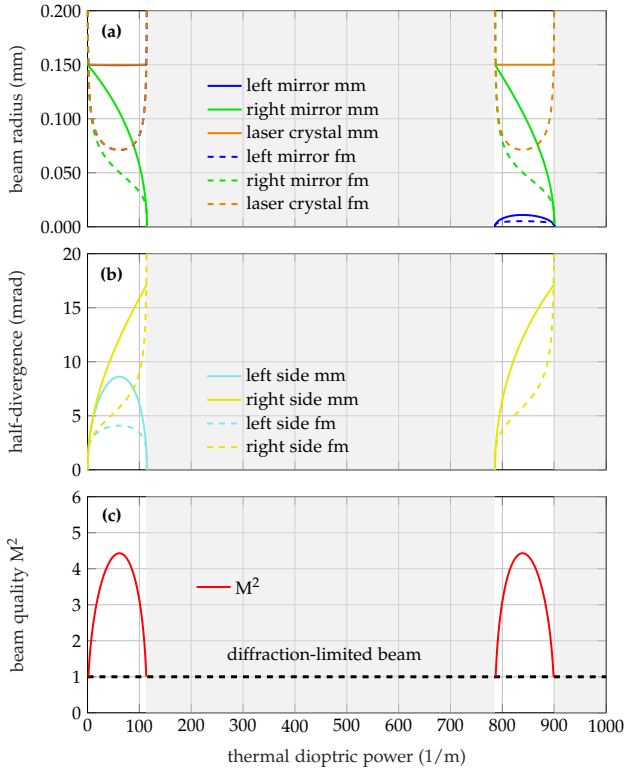 0.200
(a)
0.150
left mirror mm
right mirror mm
0.100
laser crystal mm
left mirror fm
0.050
right mirror fm
laser crystal fm
0.000
beam radius (mm)
20
(b)
15
10
left side mm
right side mm
5
left side fm
right side fm
0
half-divergence (mrad)
6
(c)
5
4
M²
3
2
diffraction-limited beam
1
0
beam quality M²
0 100 200 300 400 500 600 700 800 900 1000
thermal dioptric power (1/m)